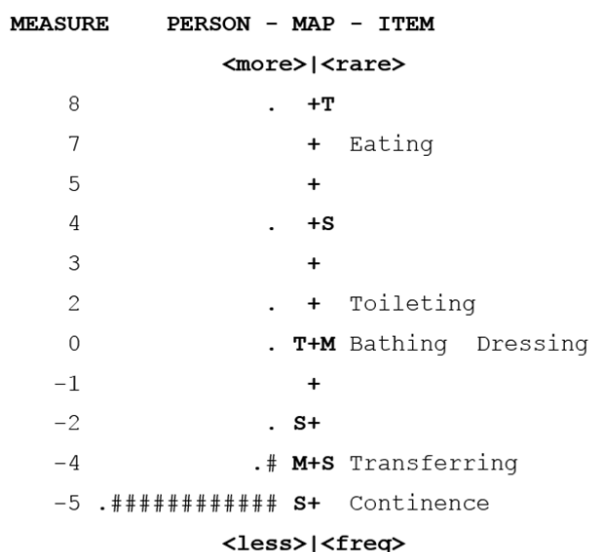 MEASURE PERSON - MAP - ITEM
<more>|<rare>
8 . +T
7 + Eating
5 +
4 . +S
3 +
2 . + Toileting
0 . T+M Bathing Dressing
-1 +
-2 . S+
-4 .# M+S Transferring
-5 .############ S+ Continence
<less>|<freq>